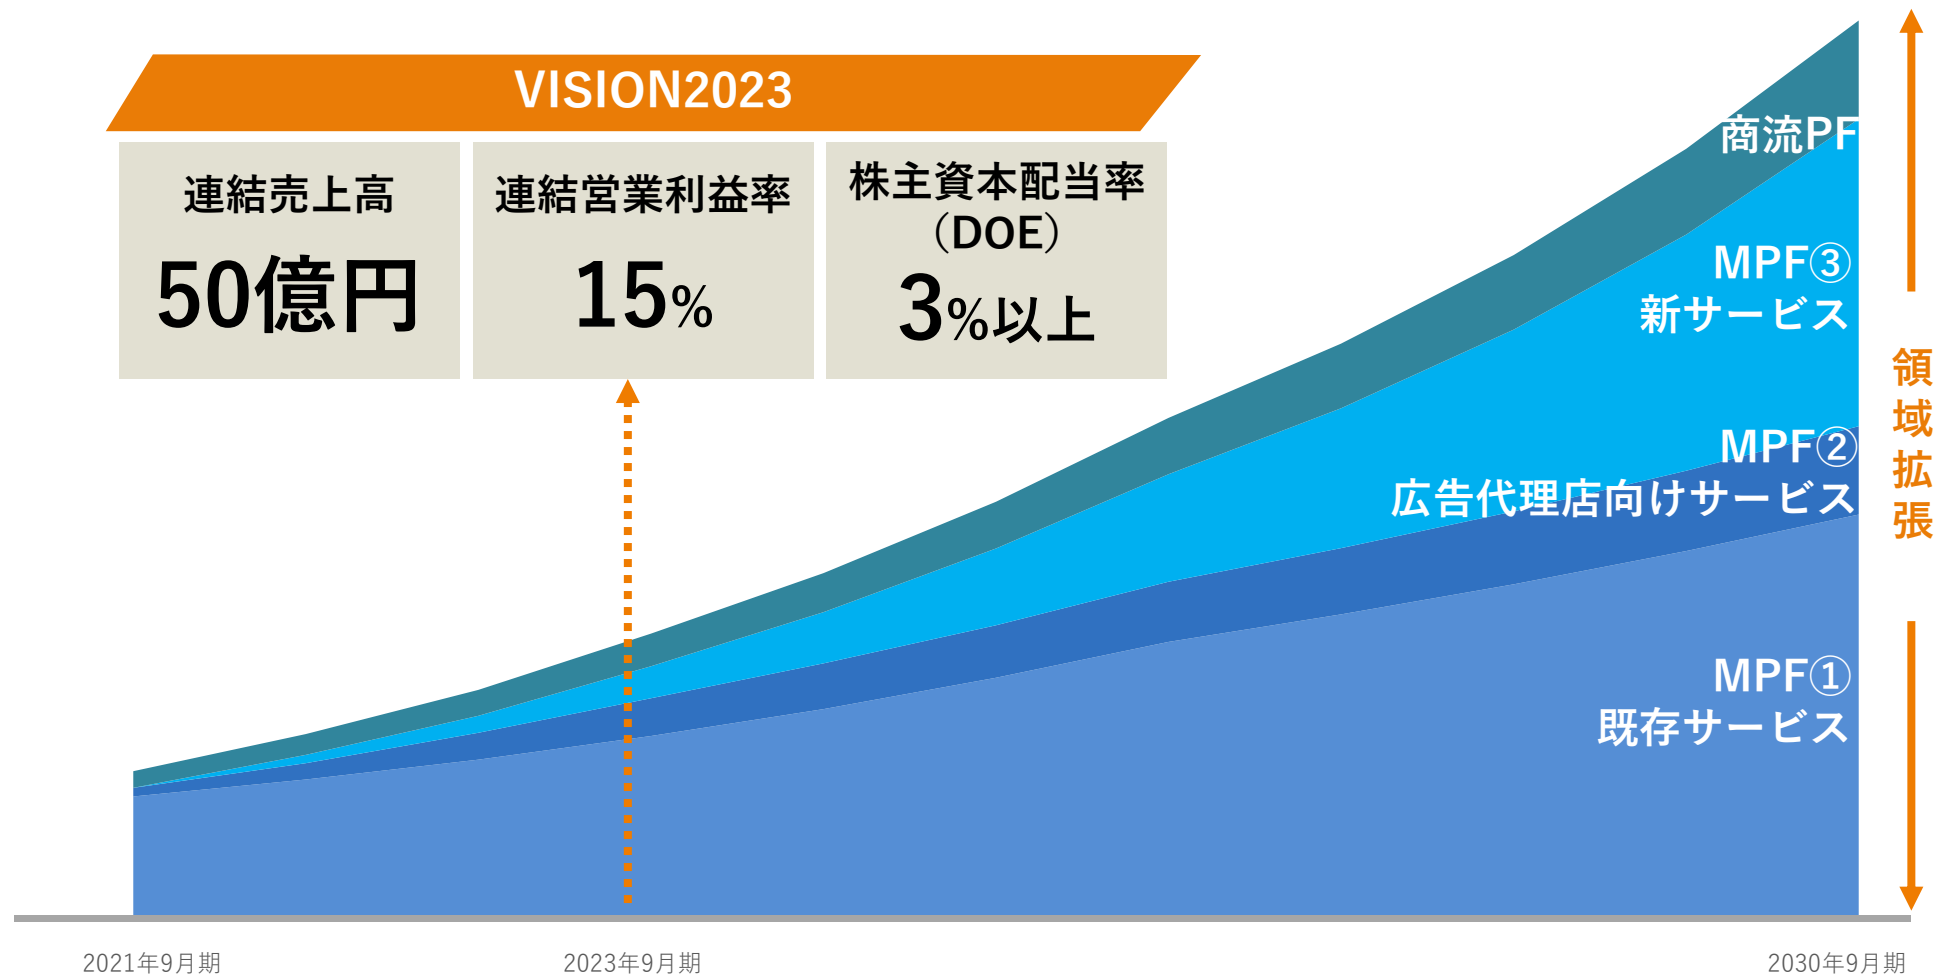 VISION2023
連結売上高
50億円
連結営業利益率
15%
株主資本配当率
（DOE）
3%以上
商流PF
MPF③
新サービス
MPF②
広告代理店向けサービス
MPF①
既存サービス
領域拡張
2021年9月期
2023年9月期
2030年9月期